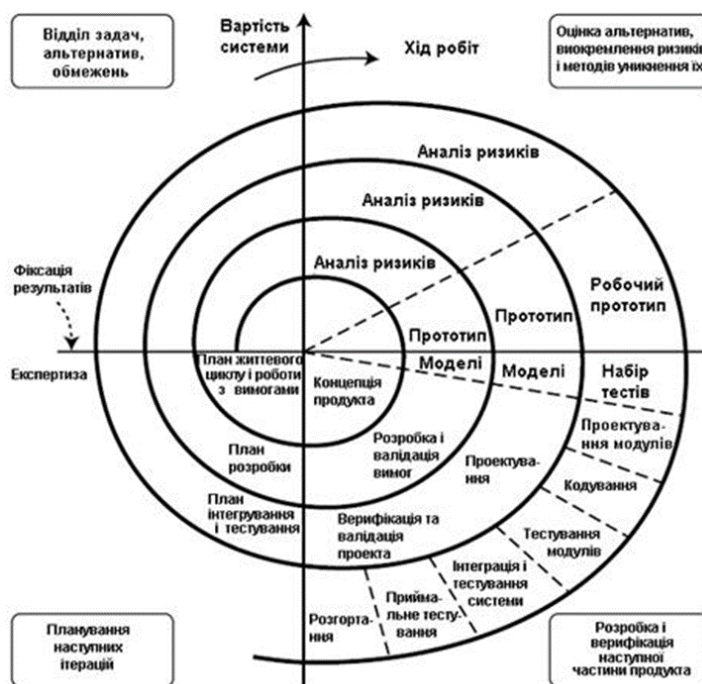 Відділ задач,
альтернатив,
обмежень
Вартість
системи
Хід робіт
Оцінка альтернатив,
виокремлення ризиків
і методів уникнення їх
Аналіз ризиків
Аналіз ризиків
Аналіз ризиків
Фіксація
результатів
Робочий
прототип
Прототип
Прототип
Експертиза
План життевого
циклу і роботи
з вимогами
Концепція
продукта
Моделі
Моделі
Набір
тестів
План
розробки
Розробка і
валідація
вимог
Проектува-
ння
Проектува-
ння модулів
Кодування
План
інтегрування
і тестування
Верифікація та
валідація
проекта
Тестування
модулів
Інтеграція і
тестування
системи
Прийма-
льне тесту-
вання
Розгорта-
ння
Планування
наступних
ітерацій
Розробка і
верифікація
наступної
частини продукта